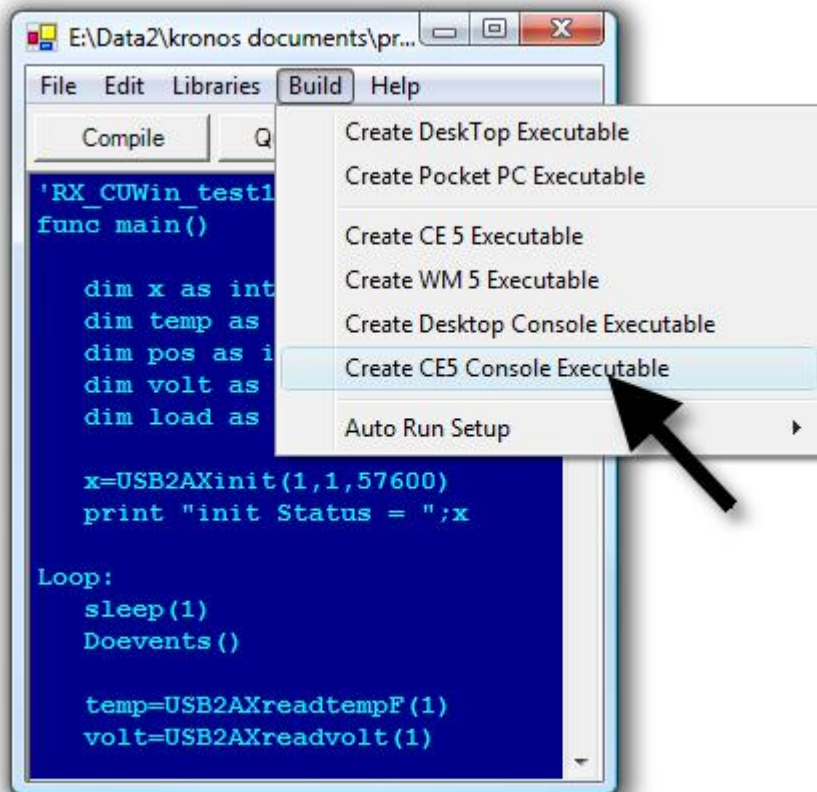 E:\Data2\kronos documents\pr...
File Edit Libraries Build Help
Compile
Create DeskTop Executable
Create Pocket PC Executable
Create CE 5 Executable
Create WM 5 Executable
Create Desktop Console Executable
Create CE5 Console Executable
Auto Run Setup
'RX_CUWin_test1
func main()
dim x as int
dim temp as
dim pos as i
dim volt as
dim load as
x=USB2AXinit(1,1,57600)
print "init Status = ";x
Loop:
sleep(1)
Doevents()
temp=USB2AXreadtempF(1)
volt=USB2AXreadvolt(1)